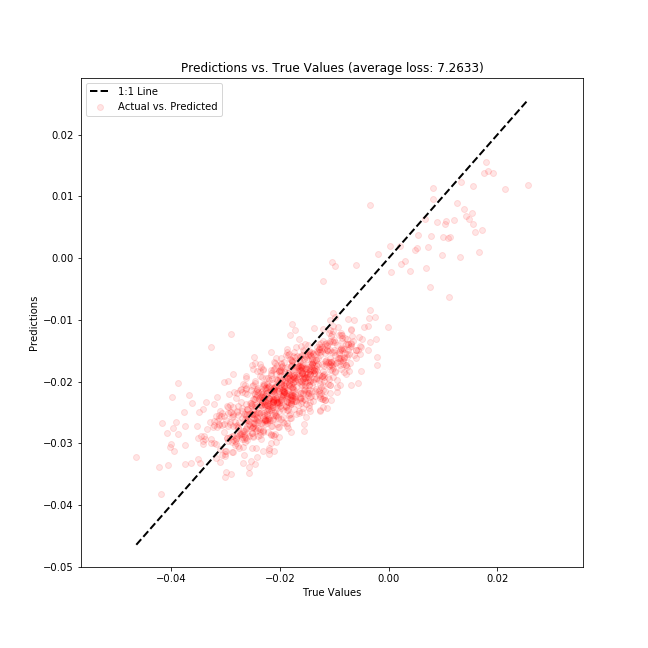 Predictions vs. True Values (average loss: 7.2633)
1:1 Line
Actual vs. Predicted
0.02
0.01
0.00
−0.01
−0.02
−0.03
−0.04
−0.05
Predictions
−0.04
−0.02
0.00
0.02
True Values